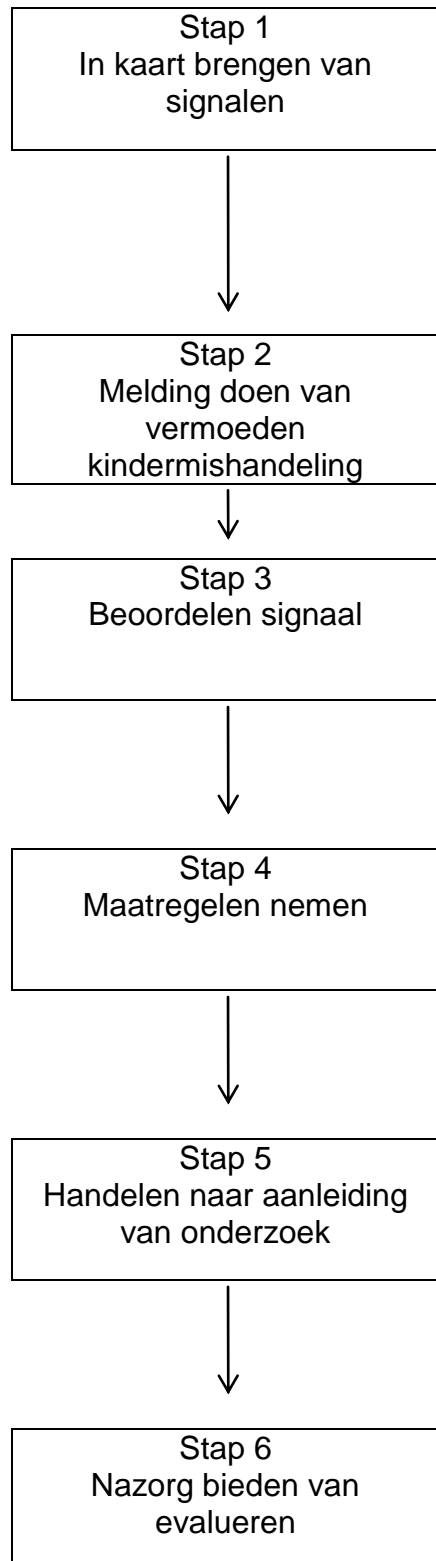 Stap 1
In kaart brengen van
signalen
Stap 2
Melding doen van
vermoeden
kindermishandeling
Stap 3
Beoordelen signaal
Stap 4
Maatregelen nemen
Stap 5
Handelen naar aanleiding
van onderzoek
Stap 6
Nazorg bieden van
evalueren